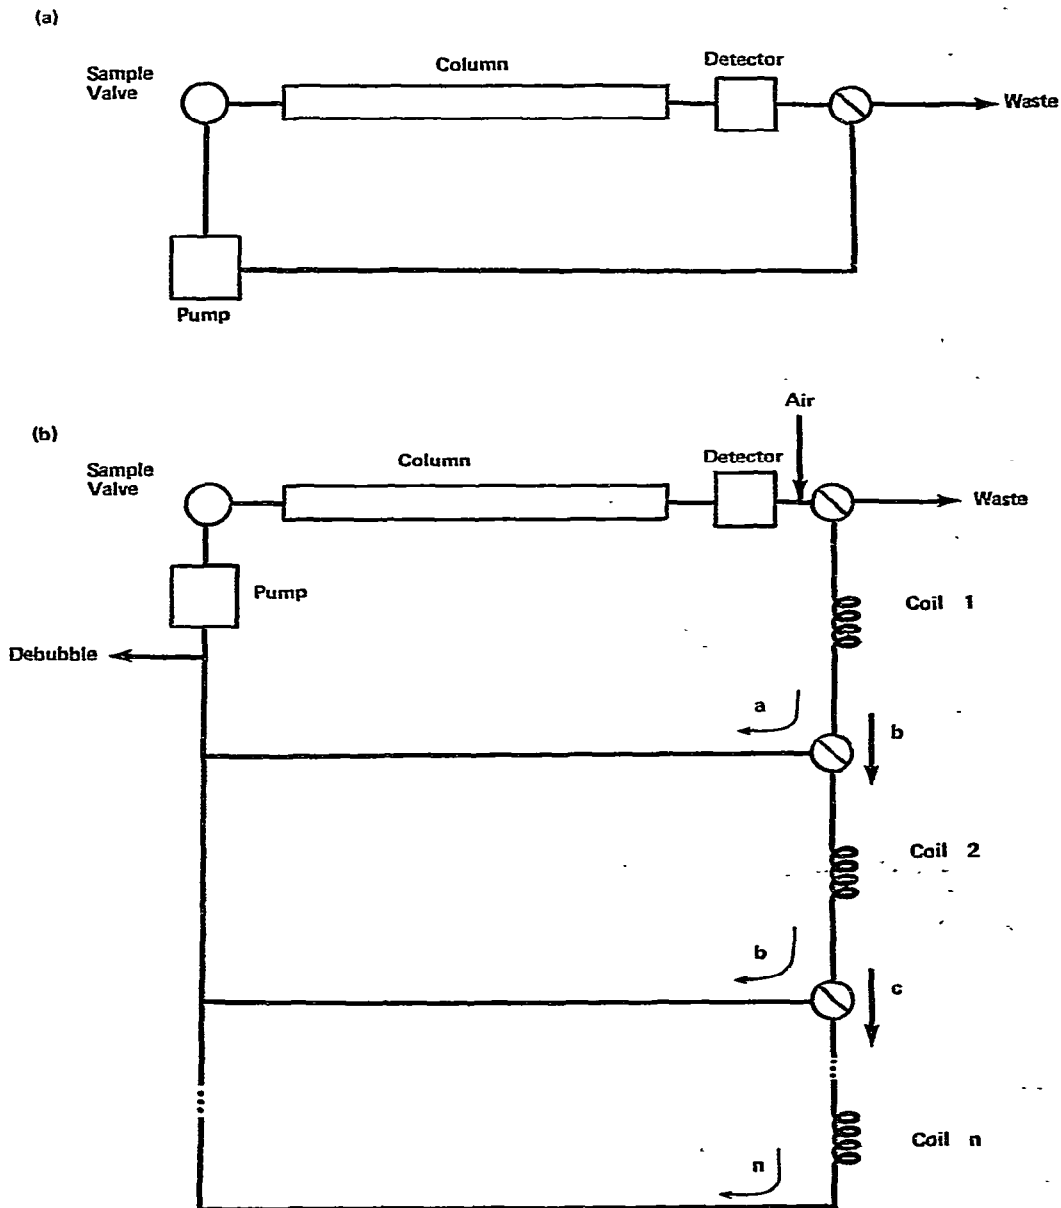 (a)
Sample
Valve
Column
Detector
Waste
Pump
(b)
Air
Sample
Valve
Column
Detector
Waste
Pump
Coil 1
Debubble
a
b
Coil 2
b
c
Coil n
n